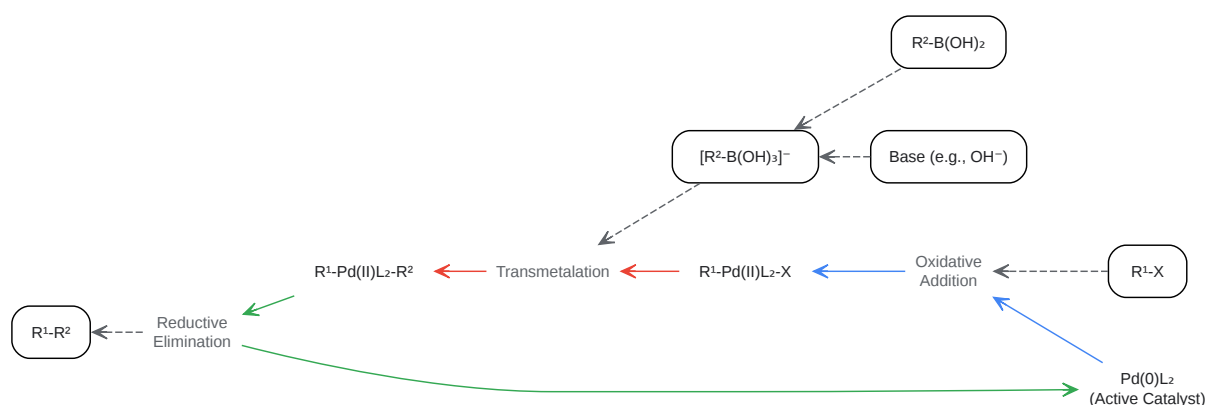 R²-B(OH)₂
[R²-B(OH)₃]⁻
Base (e.g., OH⁻)
R¹-Pd(II)L₂-R²
Transmetalation
R¹-Pd(II)L₂-X
Oxidative
Addition
R¹-X
R¹-R²
Reductive
Elimination
Pd(0)L₂
(Active Catalyst)